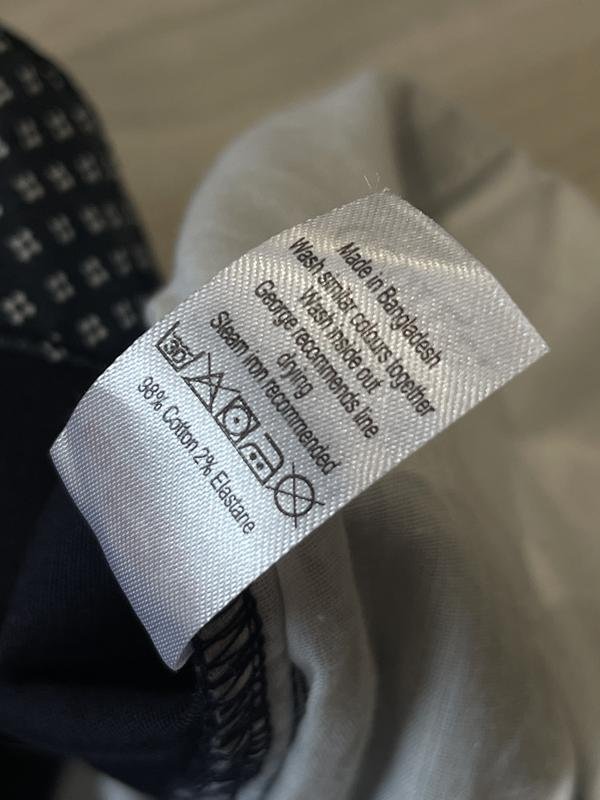 Made in Bangladesh
Wash similar colours together
Wash inside out
George recommends line
drying
Steam iron recommended
30°
98% Cotton 2% Elastane